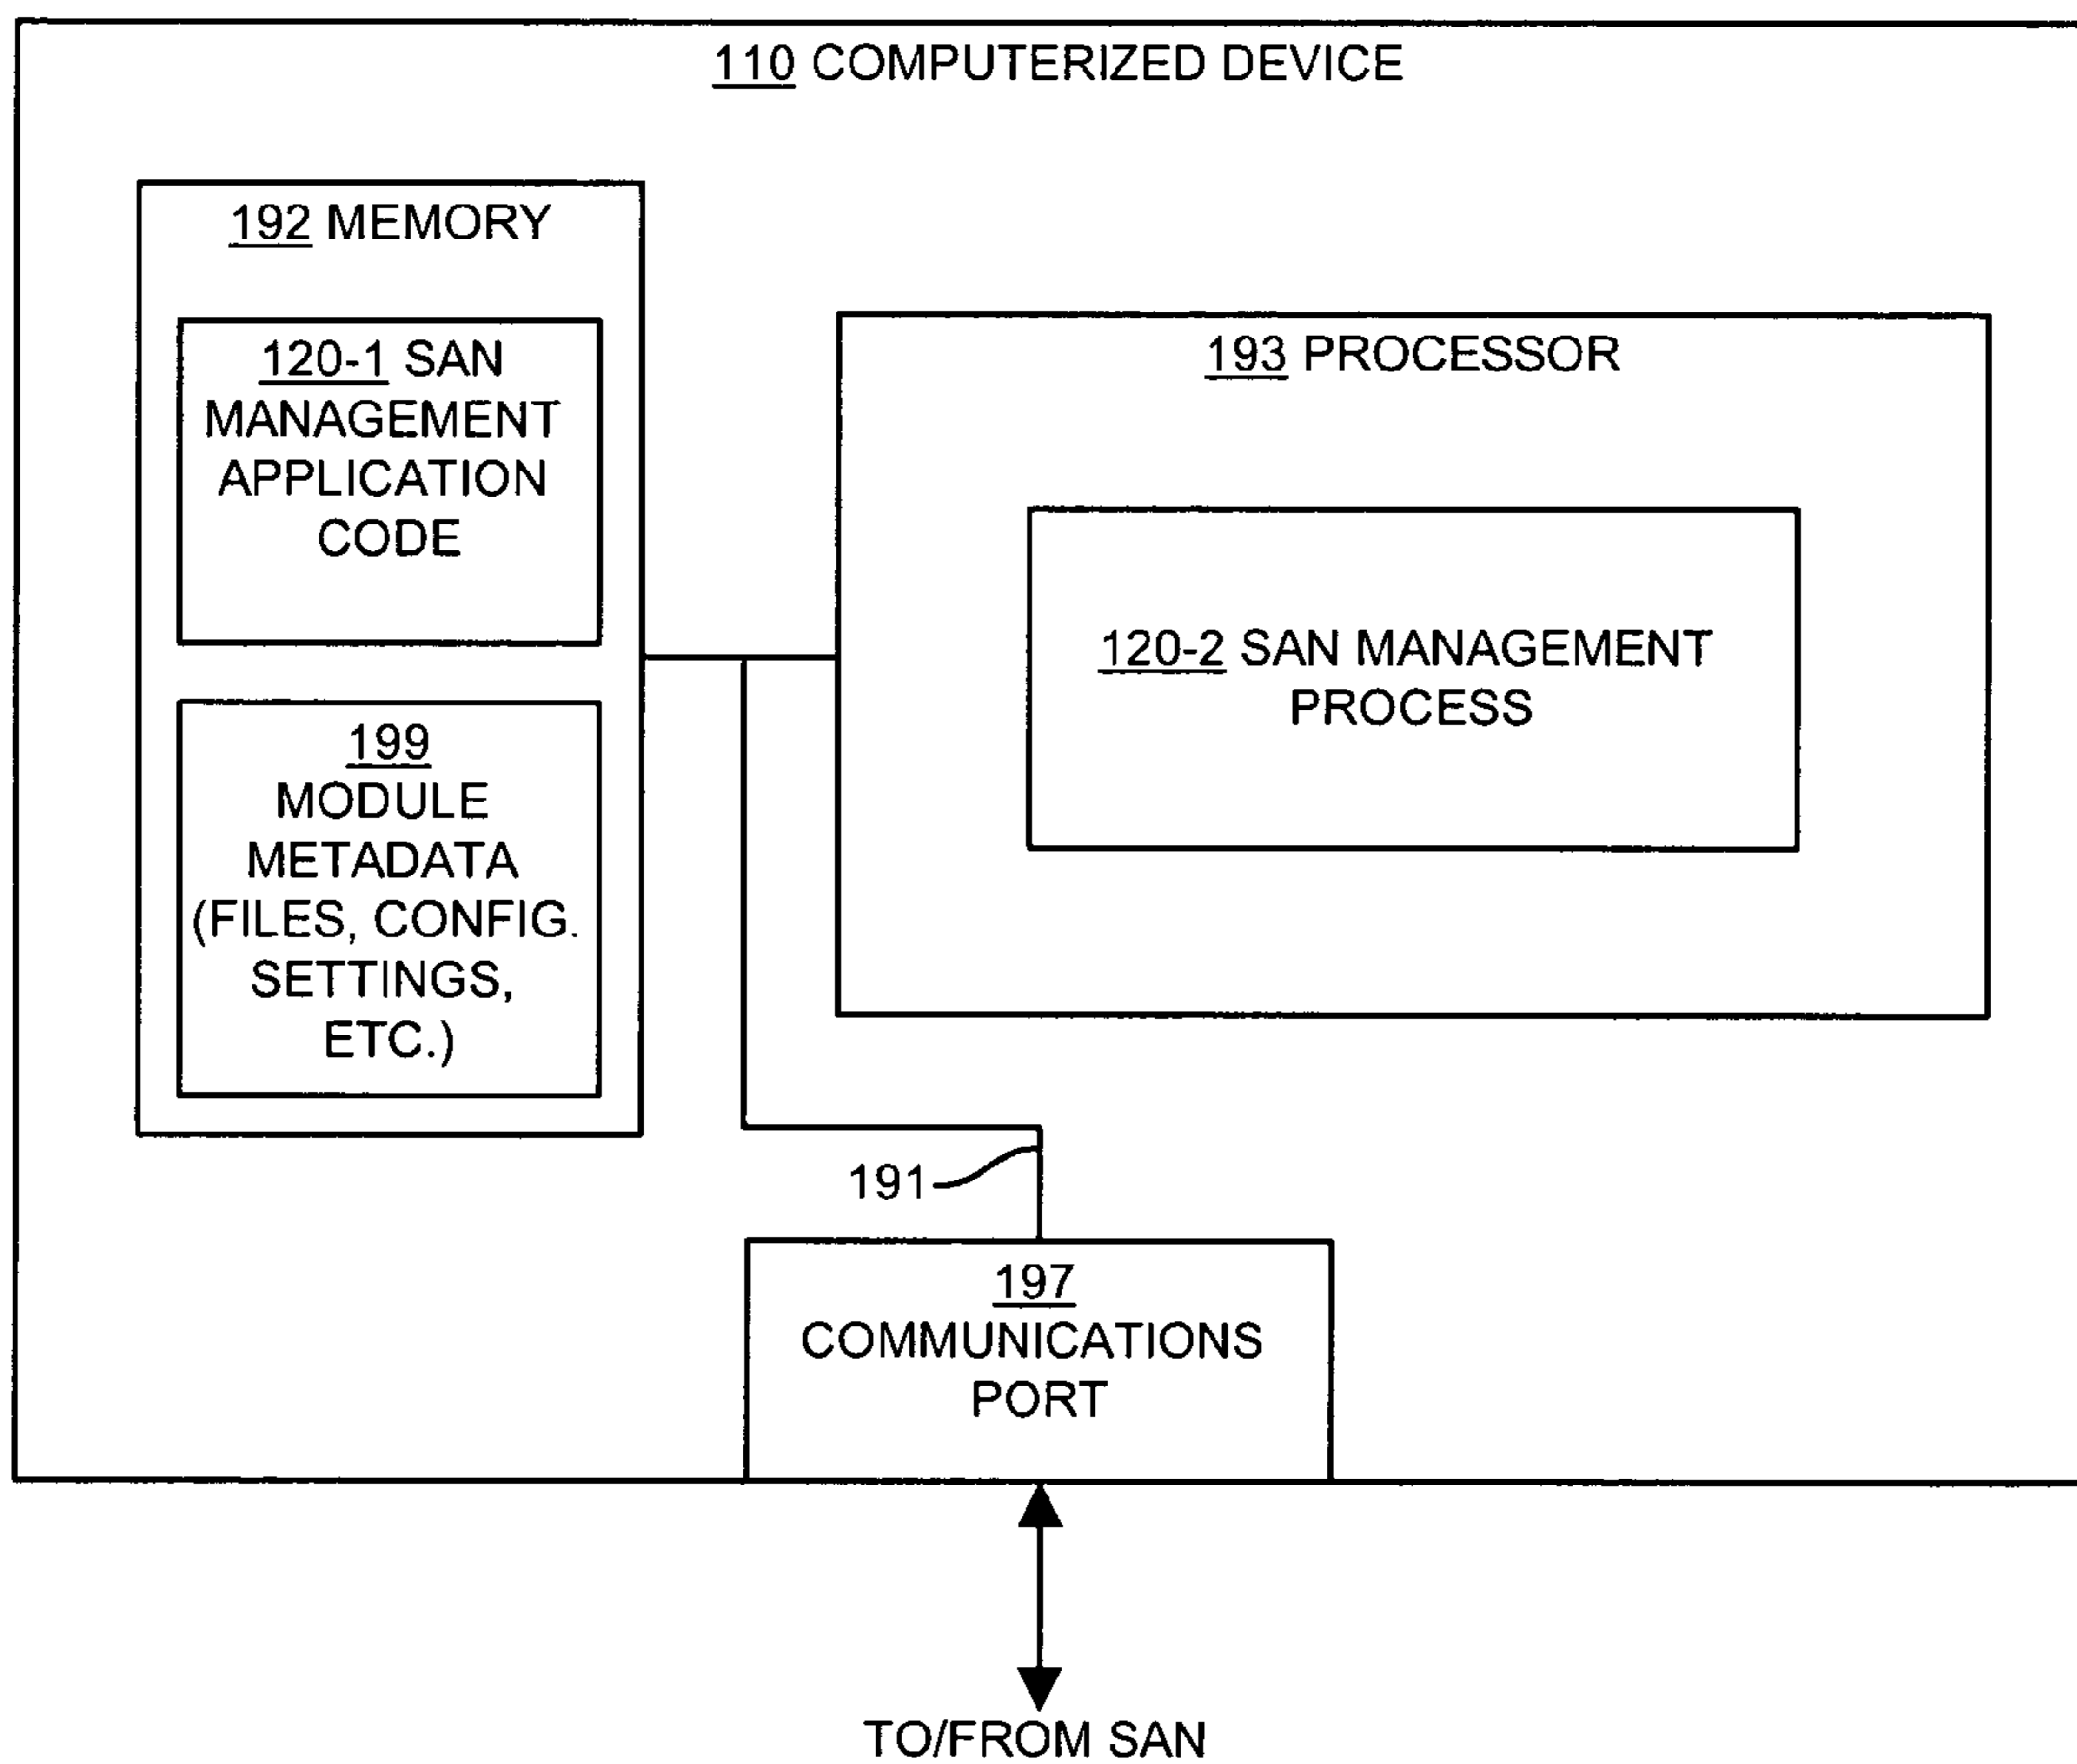 110 COMPUTERIZED DEVICE
192 MEMORY
120-1 SAN
MANAGEMENT
APPLICATION
CODE
199
MODULE
METADATA
(FILES, CONFIG.
SETTINGS,
ETC.)
193 PROCESSOR
120-2 SAN MANAGEMENT
PROCESS
191
197
COMMUNICATIONS
PORT
TO/FROM SAN